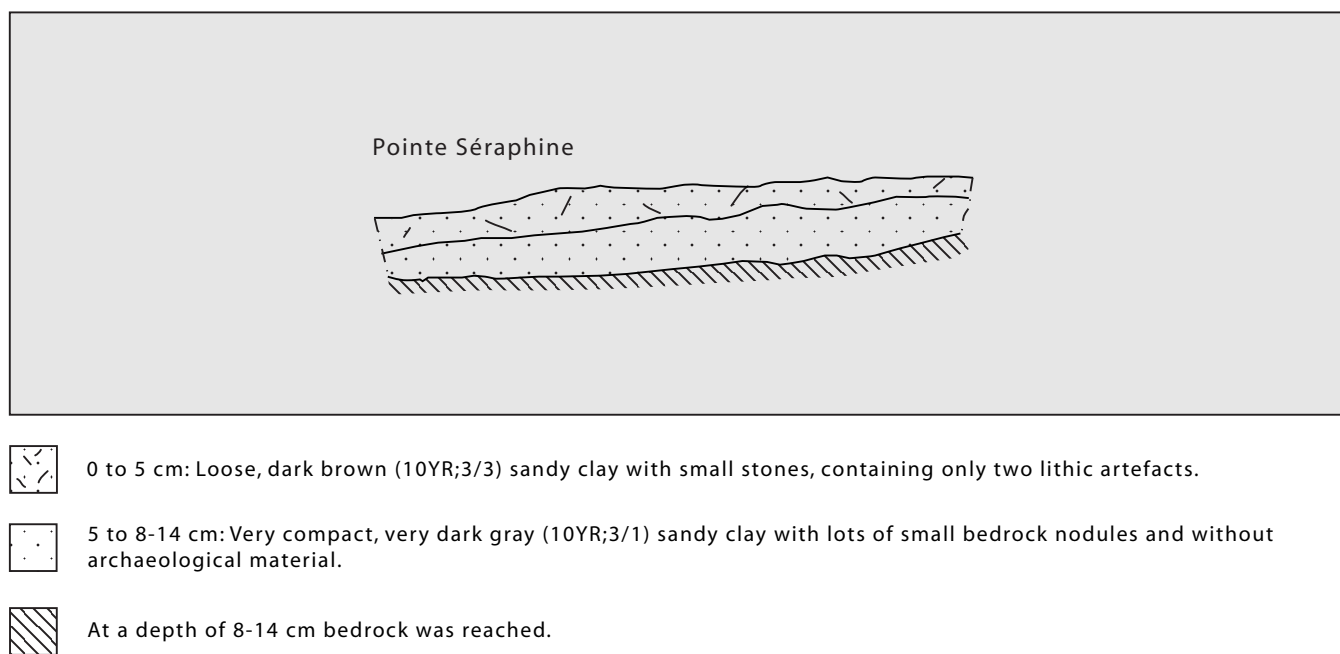 Pointe Séraphine
0 to 5 cm: Loose, dark brown (10YR;3/3) sandy clay with small stones, containing only two lithic artefacts.
5 to 8-14 cm: Very compact, very dark gray (10YR;3/1) sandy clay with lots of small bedrock nodules and without
archaeological material.
At a depth of 8-14 cm bedrock was reached.